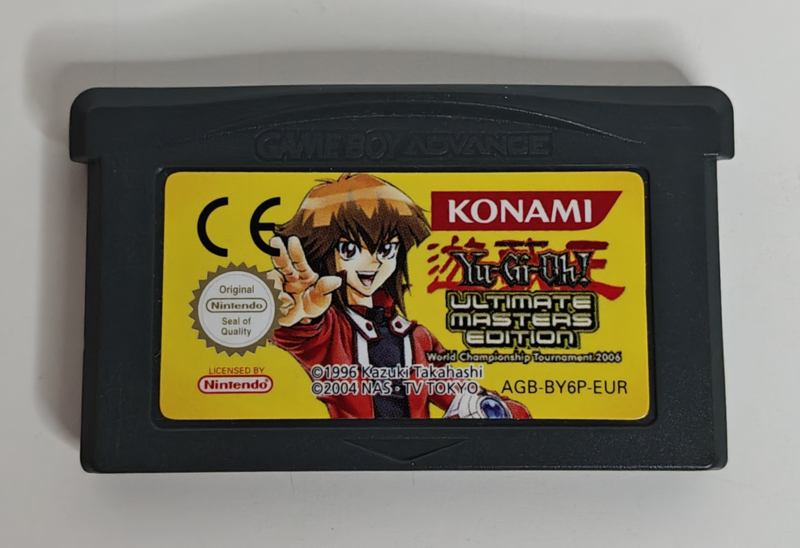 GAME BOY ADVANCE
CE
KONAMI
遊戯王
Yu-Gi-Oh!
ULTIMATE
MASTERS
EDITION
World Championship Tournament 2006
Original
Nintendo
Seal of
Quality
LICENSED BY
Nintendo
©1996 Kazuki Takahashi
©2004 NAS • TV TOKYO
AGB-BY6P-EUR